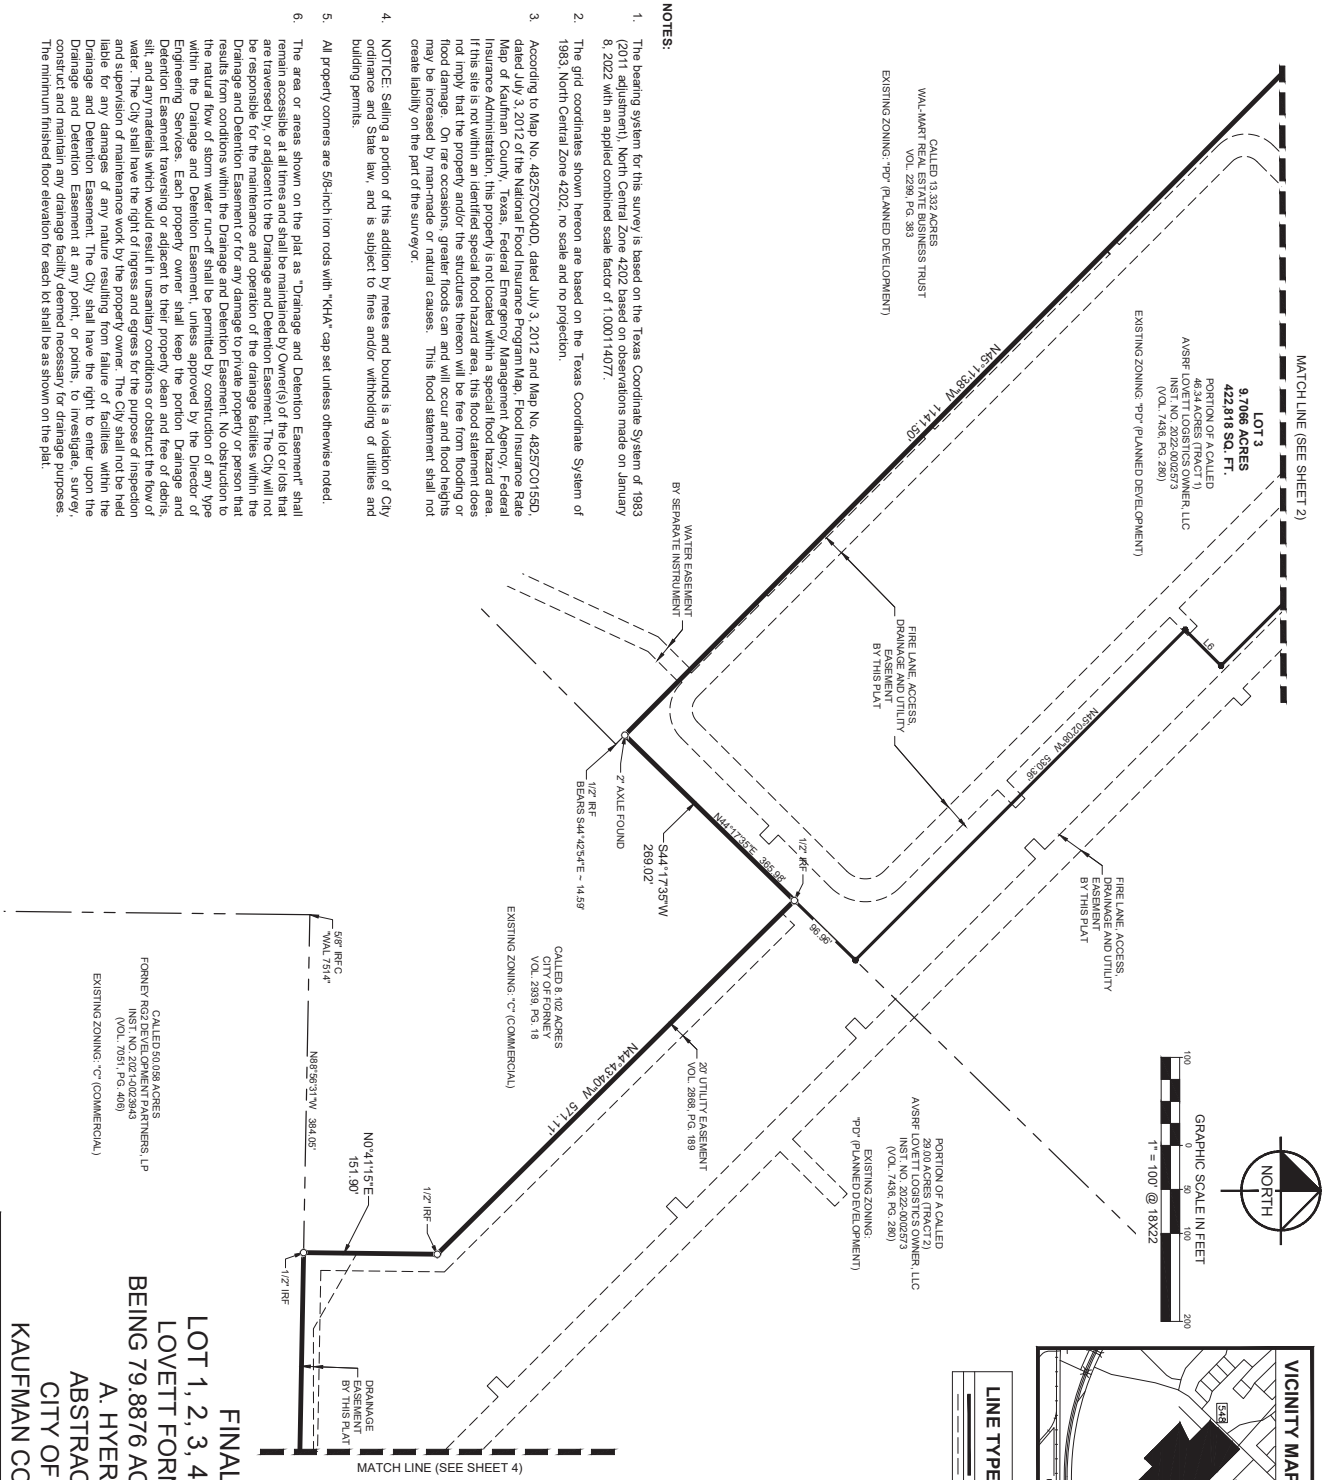 MATCH LINE (SEE SHEET 2)
LOT 3
9.7066 ACRES
422,818 SQ. FT.
PORTION OF A CALLED
46.34 ACRES (TRACT 1)
AVSRF LOVETT LOGISTICS OWNER, LLC
INST. NO. 2022-0002573
(VOL. 7436, PG. 280)
EXISTING ZONING: "PD" (PLANNED DEVELOPMENT)
CALLED 13.332 ACRES
WAL-MART REAL ESTATE BUSINESS TRUST
VOL. 2299, PG. 383
EXISTING ZONING: "PD" (PLANNED DEVELOPMENT)
N45°11'38"W 1141.50'
L6
N45°02'08"W 530.36'
FIRE LANE, ACCESS,
DRAINAGE AND UTILITY
EASEMENT
BY THIS PLAT
FIRE LANE, ACCESS,
DRAINAGE AND UTILITY
EASEMENT
BY THIS PLAT
WATER EASEMENT
BY SEPARATE INSTRUMENT
2" AXLE FOUND
1/2" IRF
BEARS S44°42'54"E ~ 14.59'
S44°17'35"W
269.02'
N44°17'35"E 365.98'
1/2" IRF
96.96'
CALLED 8.102 ACRES
CITY OF FORNEY
VOL. 2939, PG. 18
EXISTING ZONING: "C" (COMMERCIAL)
20' UTILITY EASEMENT
VOL. 2868, PG. 189
N44°43'40"W 571.11'
PORTION OF A CALLED
29.00 ACRES (TRACT 2)
AVSRF LOVETT LOGISTICS OWNER, LLC
INST. NO. 2022-0002573
(VOL. 7436, PG. 280)
EXISTING ZONING:
"PD" (PLANNED DEVELOPMENT)
5/8" IRFC
"WAL 7514"
N88°56'31"W 384.05'
N0°41'15"E
151.90'
1/2" IRF
1/2" IRF
CALLED 50.058 ACRES
FORNEY RG2 DEVELOPMENT PARTNERS, LP
INST. NO. 2021-0023943
(VOL. 7051, PG. 406)
EXISTING ZONING: "C" (COMMERCIAL)
DRAINAGE
EASEMENT
BY THIS PLAT
MATCH LINE (SEE SHEET 4)
NORTH
GRAPHIC SCALE IN FEET
100 0 50 100 200
1" = 100' @ 18X22
VICINITY MAP
548
LINE TYPE
NOTES:
1. The bearing system for this survey is based on the Texas Coordinate System of 1983
(2011 adjustment), North Central Zone 4202 based on observations made on January
8, 2022 with an applied combined scale factor of 1.000114077.
2. The grid coordinates shown hereon are based on the Texas Coordinate System of
1983, North Central Zone 4202, no scale and no projection.
3. According to Map No. 48257C0040D, dated July 3, 2012 and Map No. 48257C0155D,
dated July 3, 2012 of the National Flood Insurance Program Map, Flood Insurance Rate
Map of Kaufman County, Texas, Federal Emergency Management Agency, Federal
Insurance Administration, this property is not located within a special flood hazard area.
If this site is not within an identified special flood hazard area, this flood statement does
not imply that the property and/or the structures thereon will be free from flooding or
flood damage. On rare occasions, greater floods can and will occur and flood heights
may be increased by man-made or natural causes. This flood statement shall not
create liability on the part of the surveyor.
4. NOTICE: Selling a portion of this addition by metes and bounds is a violation of City
ordinance and State law, and is subject to fines and/or withholding of utilities and
building permits.
5. All property corners are 5/8-inch iron rods with "KHA" cap set unless otherwise noted.
6. The area or areas shown on the plat as "Drainage and Detention Easement" shall
remain accessible at all times and shall be maintained by Owner(s) of the lot or lots that
are traversed by, or adjacent to the Drainage and Detention Easement. The City will not
be responsible for the maintenance and operation of the drainage facilities within the
Drainage and Detention Easement or for any damage to private property or person that
results from conditions within the Drainage and Detention Easement. No obstruction to
the natural flow of storm water run-off shall be permitted by construction of any type
within the Drainage and Detention Easement, unless approved by the Director of
Engineering Services. Each property owner shall keep the portion Drainage and
Detention Easement traversing or adjacent to their property clean and free of debris,
silt, and any materials which would result in unsanitary conditions or obstruct the flow of
water. The City shall have the right of ingress and egress for the purpose of inspection
and supervision of maintenance work by the property owner. The City shall not be held
liable for any damages of any nature resulting from failure of facilities within the
Drainage and Detention Easement. The City shall have the right to enter upon the
Drainage and Detention Easement at any point, or points, to investigate, survey,
construct and maintain any drainage facility deemed necessary for drainage purposes.
The minimum finished floor elevation for each lot shall be as shown on the plat.
FINAL
LOT 1, 2, 3, 4
LOVETT FORN
BEING 79.8876 AC
A. HYER
ABSTRAC
CITY OF
KAUFMAN CO